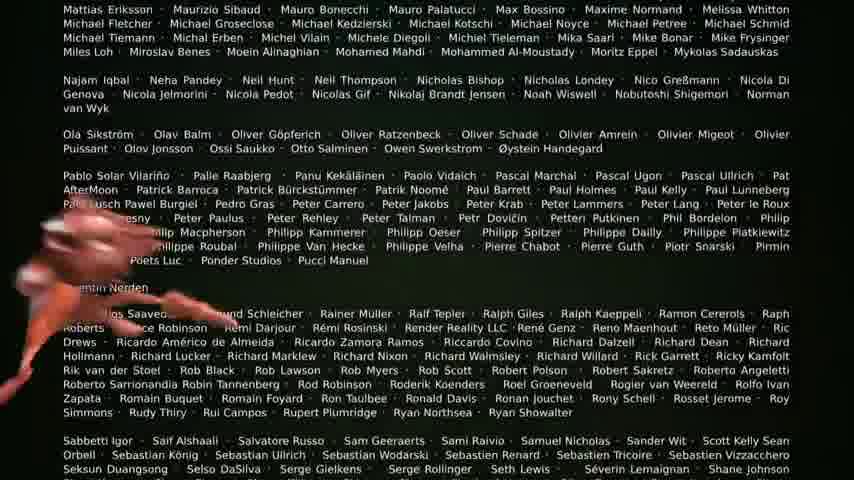 Mattias Eriksson · Maurizio Sibaud · Mauro Bonecchi · Mauro Palatucci · Max Bossino · Maxime Normand · Melissa Whitton
Michael Fletcher · Michael Groseclose · Michael Kedzierski · Michael Kotschi · Michael Noyce · Michael Petree · Michael Schmid
Michael Tiemann · Michal Erben · Michel Vilain · Michele Diegoli · Michiel Tieleman · Mika Saari · Mike Bonar · Mike Frysinger
Miles Loh · Miroslav Benes · Moein Alinaghian · Mohamed Mahdi · Mohammed Al-Moustady · Moritz Eppel · Mykolas Sadauskas
Najam Iqbal · Neha Pandey · Neil Hunt · Neil Thompson · Nicholas Bishop · Nicholas Londey · Nico Greßmann · Nicola Di
Genova · Nicola Jelmorini · Nicola Pedot · Nicolas Gif · Nikolaj Brandt Jensen · Noah Wiswell · Nobutoshi Shigemori · Norman
van Wyk
Ola Sikström · Olav Balm · Oliver Göpferich · Oliver Ratzenbeck · Oliver Schade · Olivier Amrein · Olivier Migeot · Olivier
Puissant · Olov Jonsson · Ossi Saukko · Otto Salminen · Owen Swerkstrom · Øystein Handegard
Pablo Solar Vilariño · Palle Raabjerg · Panu Kekäläinen · Paolo Vidaich · Pascal Marchal · Pascal Ugon · Pascal Ullrich · Pat
AfterMoon · Patrick Barroca · Patrick Bürckstümmer · Patrik Noomé · Paul Barrett · Paul Holmes · Paul Kelly · Paul Lunneberg
Pawel Burgiel · Pedro Gras · Peter Carrero · Peter Jakobs · Peter Krab · Peter Lammers · Peter Lang · Peter le Roux
Peter Paulus · Peter Rehley · Peter Talman · Petr Dovičin · Petteri Putkinen · Phil Bordelon · Philip
Macpherson · Philipp Kammerer · Philipp Oeser · Philipp Spitzer · Philippe Dailly · Philippe Platkiewitz
Roubal · Philippe Van Hecke · Philippe Velha · Pierre Chabot · Pierre Guth · Piotr Snarski · Pirmin
Poets Luc · Ponder Studios · Pucci Manuel
Nerden
Schleicher · Rainer Müller · Ralf Tepler · Ralph Giles · Ralph Kaeppeli · Ramon Cererols · Raph
Roberts · Robinson · Rémi Darjour · Rémi Rosinski · Render Reality LLC · René Genz · Reno Maenhout · Reto Müller · Ric
Drews · Ricardo Américo de Almeida · Ricardo Zamora Ramos · Riccardo Covino · Richard Dalzell · Richard Dean · Richard
Hollmann · Richard Lucker · Richard Marklew · Richard Nixon · Richard Walmsley · Richard Willard · Rick Garrett · Ricky Kamfolt
Rik van der Stoel · Rob Black · Rob Lawson · Rob Myers · Rob Scott · Robert Polson · Robert Sakretz · Roberto Angeletti
Roberto Sarrionandia Robin Tannenberg · Rod Robinson · Roderik Koenders · Roel Groeneveld · Rogier van Weereld · Rolfo Ivan
Zapata · Romain Buquet · Romain Foyard · Ron Taulbee · Ronald Davis · Ronan Jouchet · Rony Schell · Rosset Jerome · Roy
Simmons · Rudy Thiry · Rui Campos · Rupert Plumridge · Ryan Northsea · Ryan Showalter
Sabbetti Igor · Saif Alshaali · Salvatore Russo · Sam Geeraerts · Sami Raivio · Samuel Nicholas · Sander Wit · Scott Kelly Sean
Orbell · Sebastian König · Sebastian Ullrich · Sebastian Wodarski · Sebastien Renard · Sebastien Tricoire · Sebastien Vizzacchero
Seksun Duangsong · Selso DaSilva · Serge Gielkens · Serge Rollinger · Seth Lewis · Séverin Lemaignan · Shane Johnson